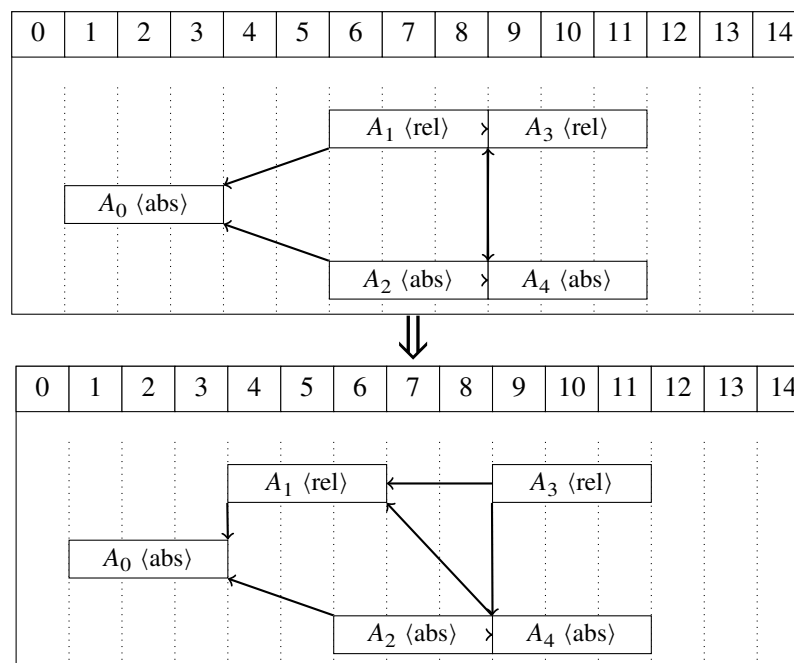 0 1 2 3 4 5 6 7 8 9 10 11 12 13 14
A₁ ⟨rel⟩ A₃ ⟨rel⟩
A₀ ⟨abs⟩
A₂ ⟨abs⟩ A₄ ⟨abs⟩
0 1 2 3 4 5 6 7 8 9 10 11 12 13 14
A₁ ⟨rel⟩ A₃ ⟨rel⟩
A₀ ⟨abs⟩
A₂ ⟨abs⟩ A₄ ⟨abs⟩